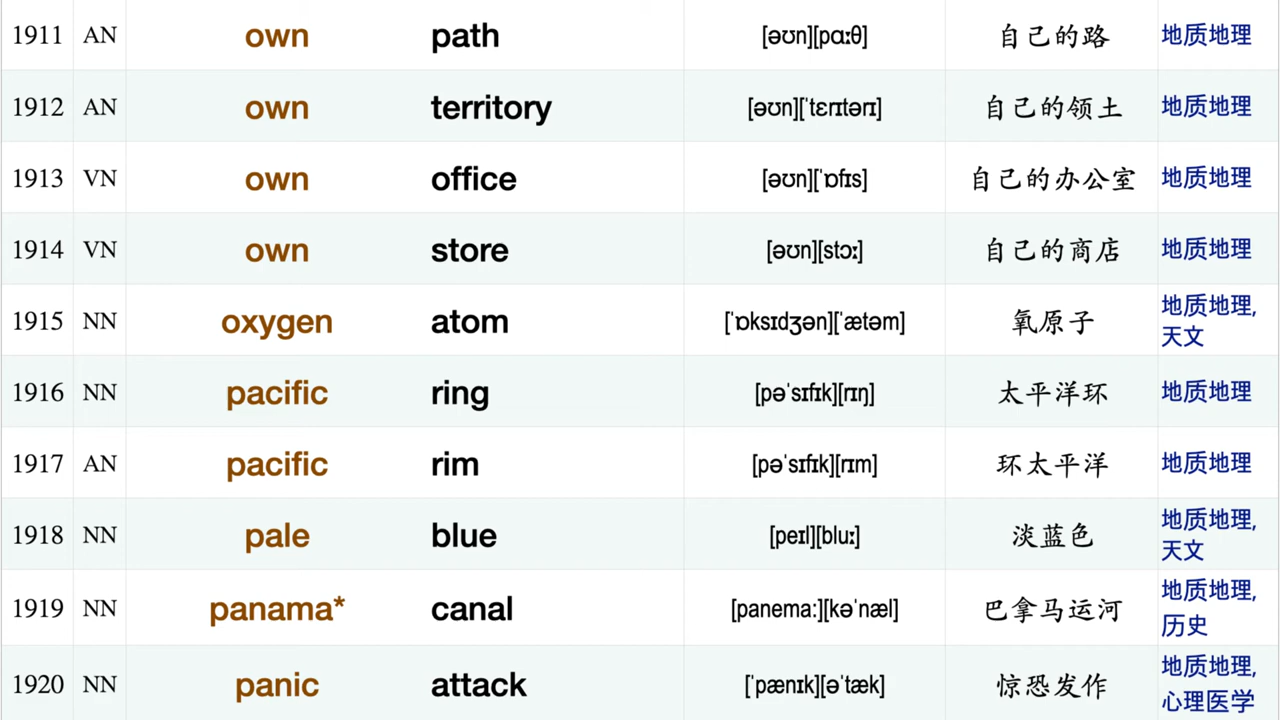 1911 AN own path [əʊn][pɑːθ] 自己的路 地质地理
1912 AN own territory [əʊn][ˈtɛrɪtərɪ] 自己的领土 地质地理
1913 VN own office [əʊn][ˈɒfɪs] 自己的办公室 地质地理
1914 VN own store [əʊn][stɔː] 自己的商店 地质地理
1915 NN oxygen atom [ˈɒksɪdʒən][ˈætəm] 氧原子 地质地理,
天文
1916 NN pacific ring [pəˈsɪfɪk][rɪŋ] 太平洋环 地质地理
1917 AN pacific rim [pəˈsɪfɪk][rɪm] 环太平洋 地质地理
1918 NN pale blue [peɪl][bluː] 淡蓝色 地质地理,
天文
1919 NN panama* canal [panema:][kəˈnæl] 巴拿马运河 地质地理,
历史
1920 NN panic attack [ˈpænɪk][əˈtæk] 惊恐发作 地质地理,
心理医学